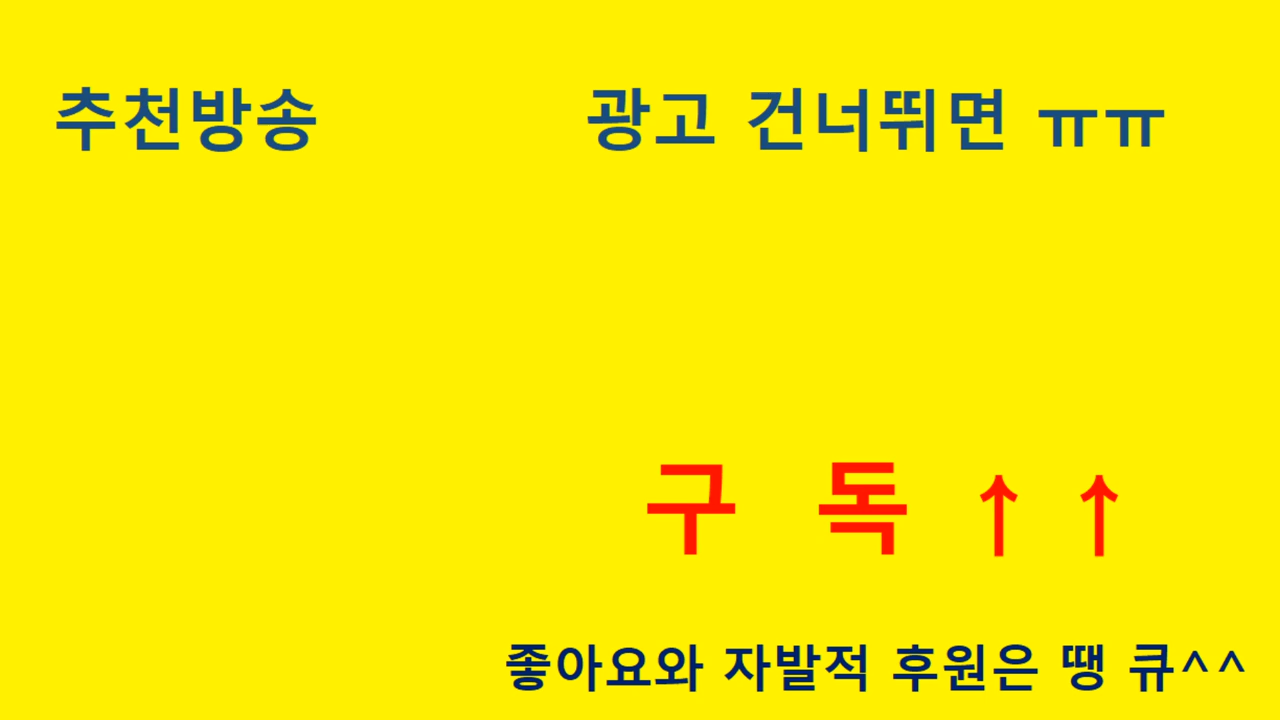 추천방송
광고 건너뛰면 ㅠㅠ
구 독 ↑ ↑
좋아요와 자발적 후원은 땡 큐^^